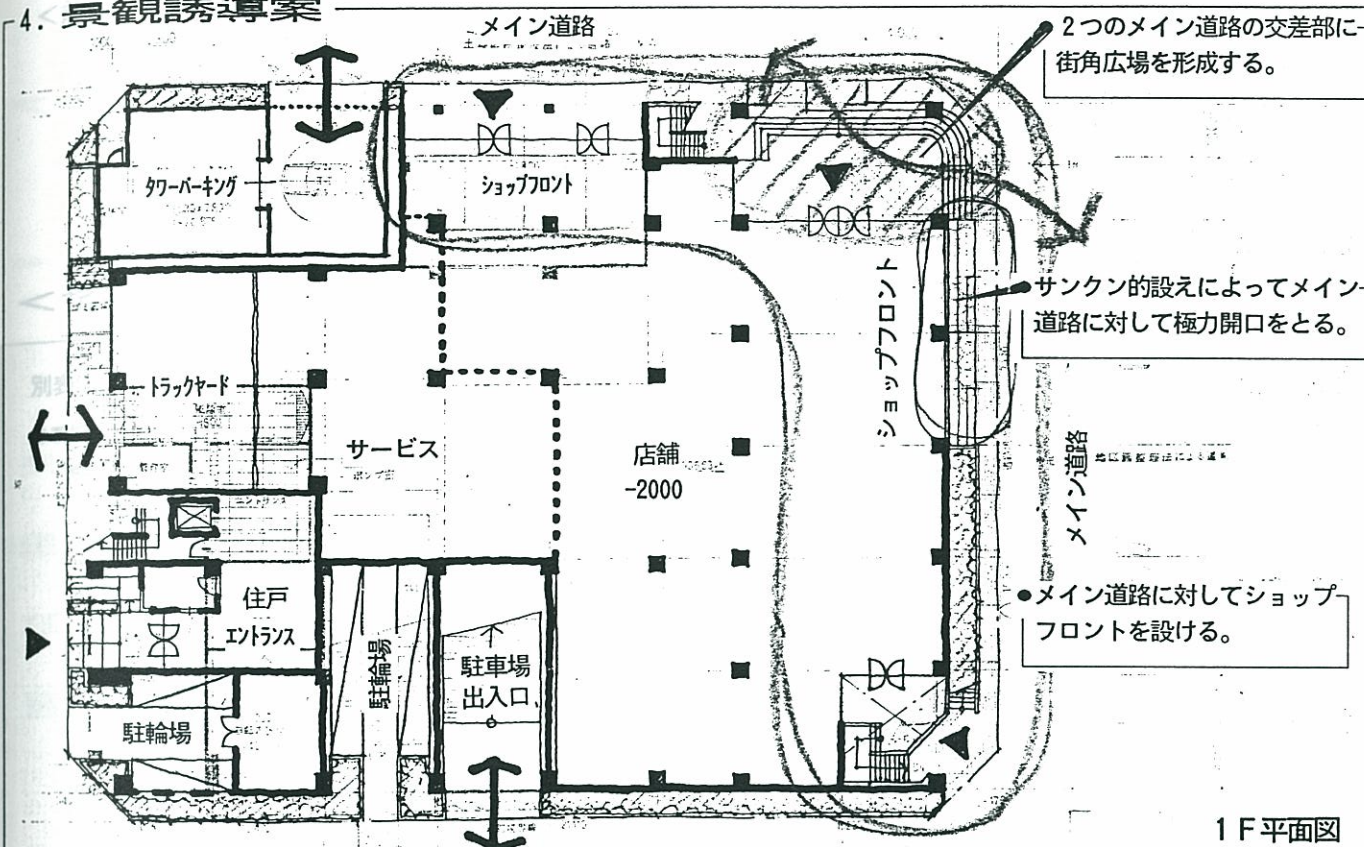 4. 景観誘導案
メイン道路
2つのメイン道路の交差部に
街角広場を形成する。
タワーパーキング
ショップフロント
ショップフロント
サンクン的設えによってメイン
道路に対して極力開口をとる。
トラックヤード
サービス
店舗
-2000
メイン道路
住戸
エントランス
駐輪場
駐車場
出入口
メイン道路に対してショップ
フロントを設ける。
駐輪場
1F平面図